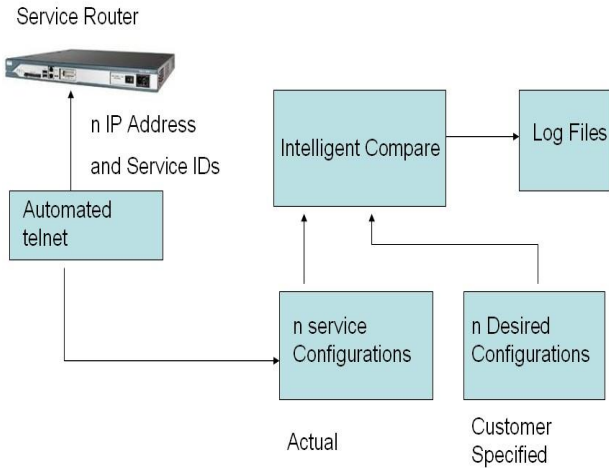 Service Router
n IP Address
and Service IDs
Automated
telnet
Intelligent Compare
Log Files
n service
Configurations
n Desired
Configurations
Actual
Customer
Specified